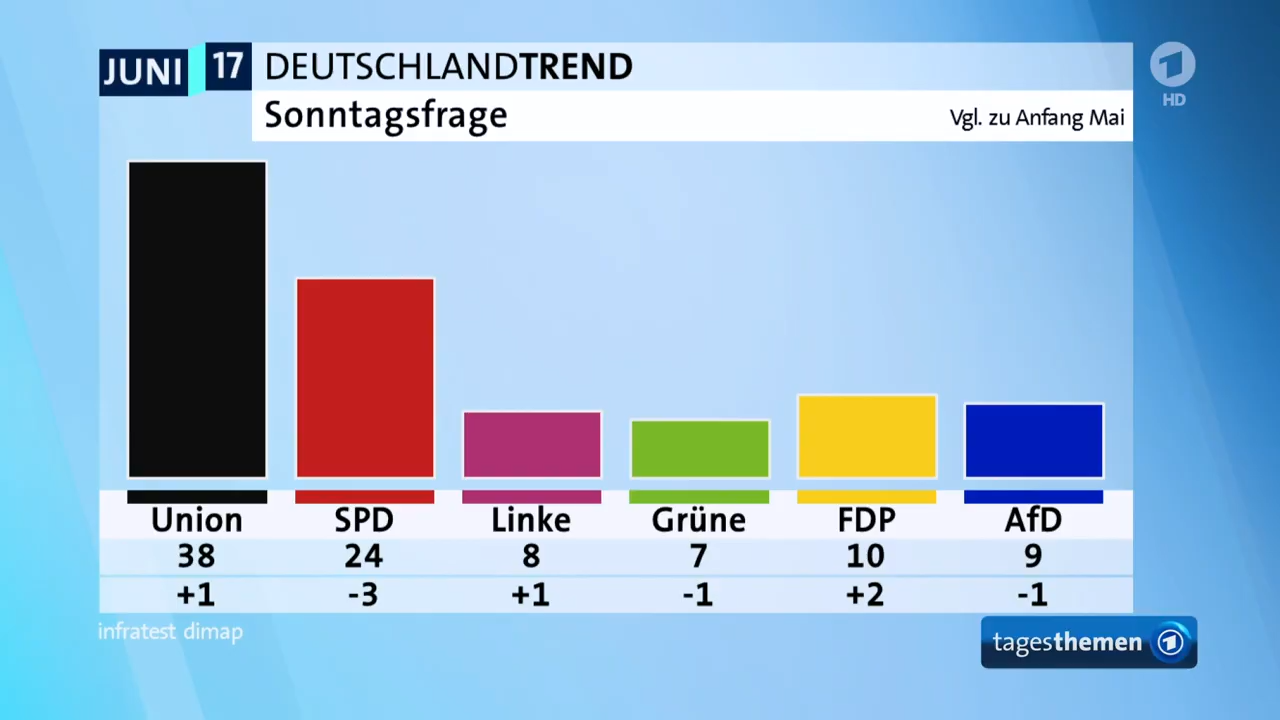 JUNI 17 DEUTSCHLANDTREND
Sonntagsfrage Vgl. zu Anfang Mai
1
HD
Union SPD Linke Grüne FDP AfD
38 24 8 7 10 9
+1 -3 +1 -1 +2 -1
infratest dimap
tagesthemen 1